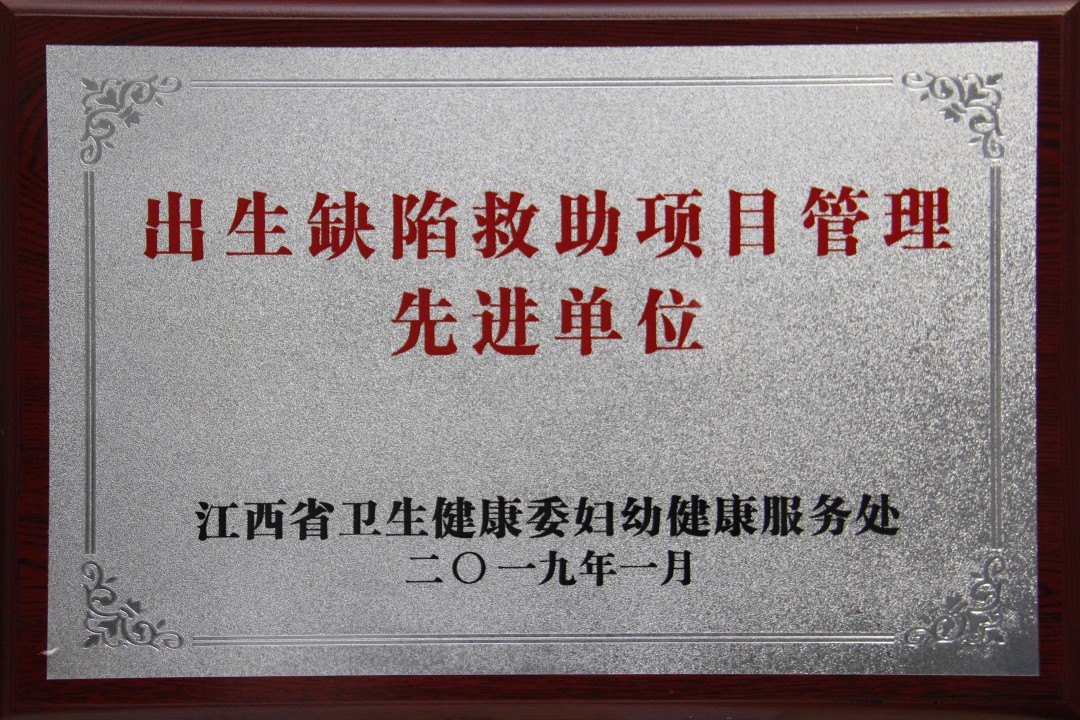 出生缺陷救助项目管理
先进单位
江西省卫生健康委妇幼健康服务处
二〇一九年一月